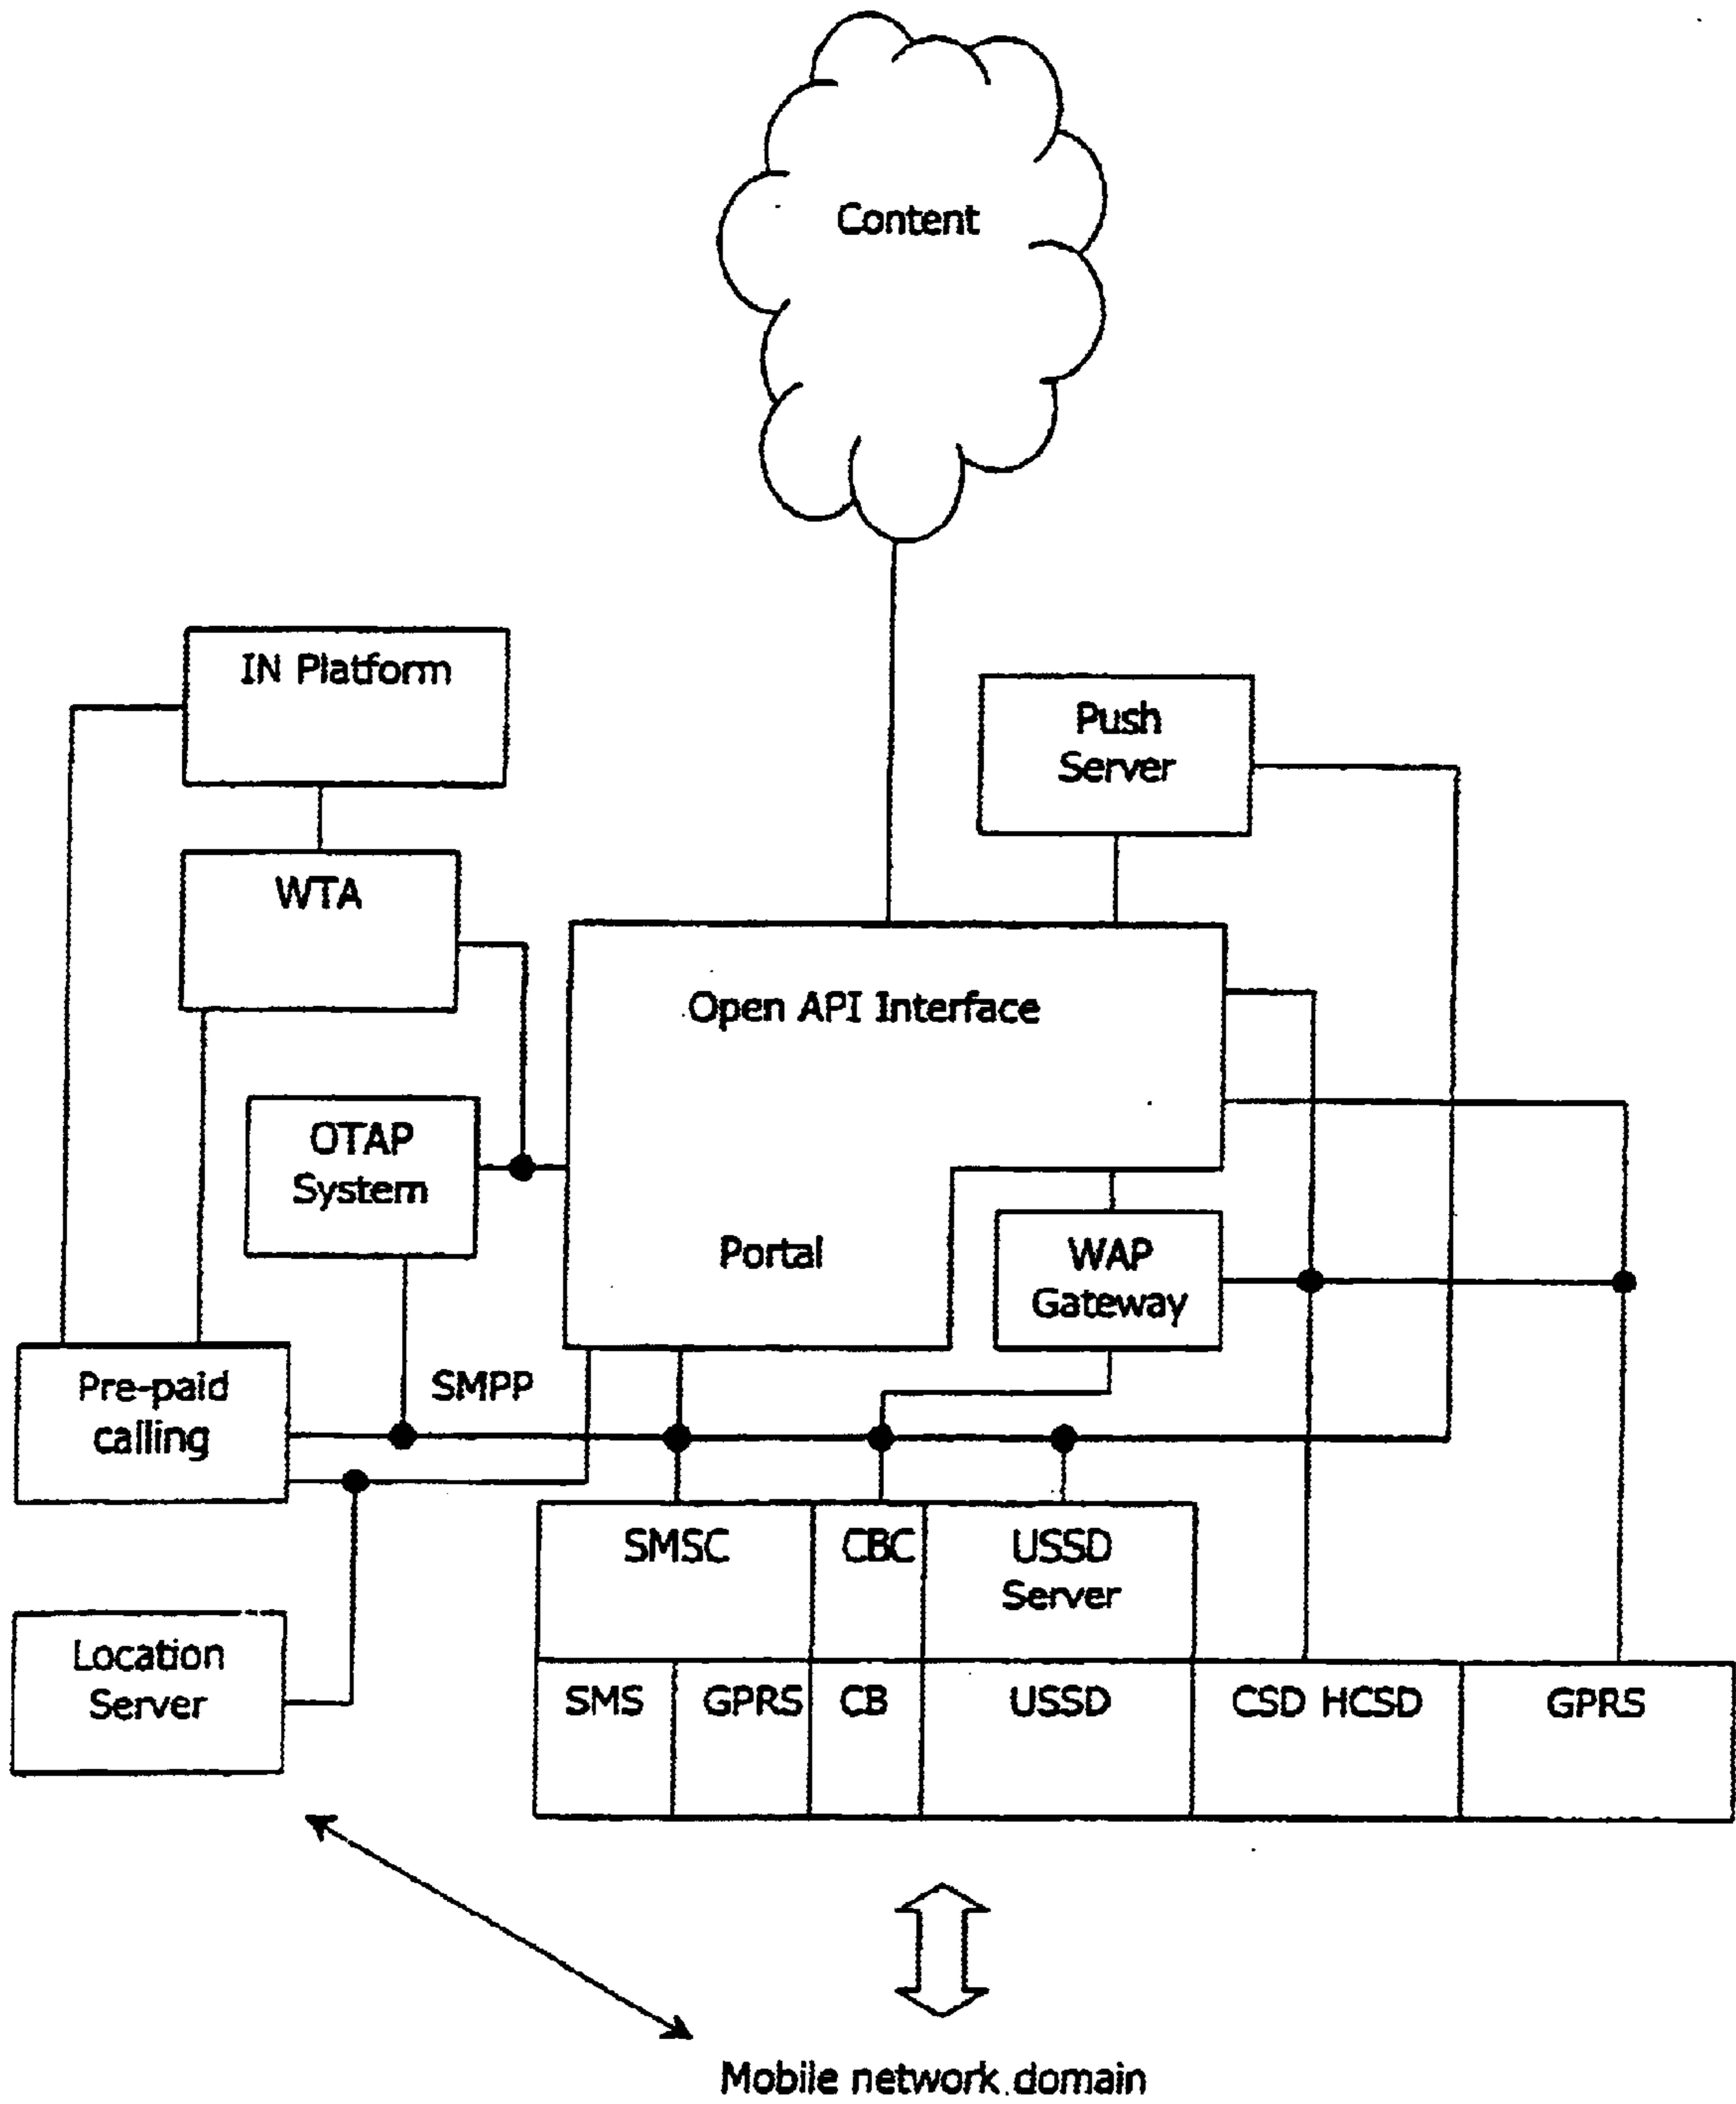 Content
IN Platform
Push
Server
WTA
Open API Interface
OTAP
System
Portal
WAP
Gateway
Pre-paid
calling
SMPP
SMSC
CBC
USSD
Server
Location
Server
SMS
GPRS
CB
USSD
CSD HCSD
GPRS
Mobile network domain